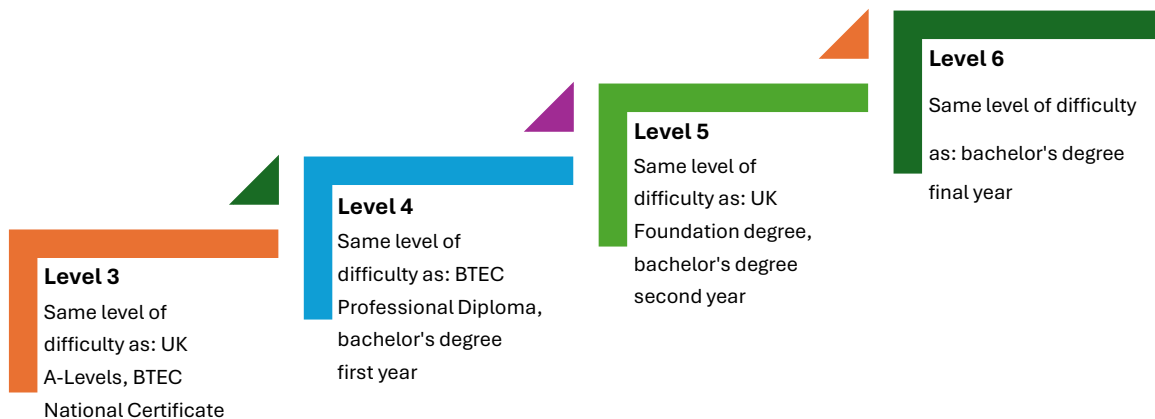 Level 3
Same level of
difficulty as: UK
A-Levels, BTEC
National Certificate
Level 4
Same level of
difficulty as: BTEC
Professional Diploma,
bachelor's degree
first year
Level 5
Same level of
difficulty as: UK
Foundation degree,
bachelor's degree
second year
Level 6
Same level of difficulty
as: bachelor's degree
final year